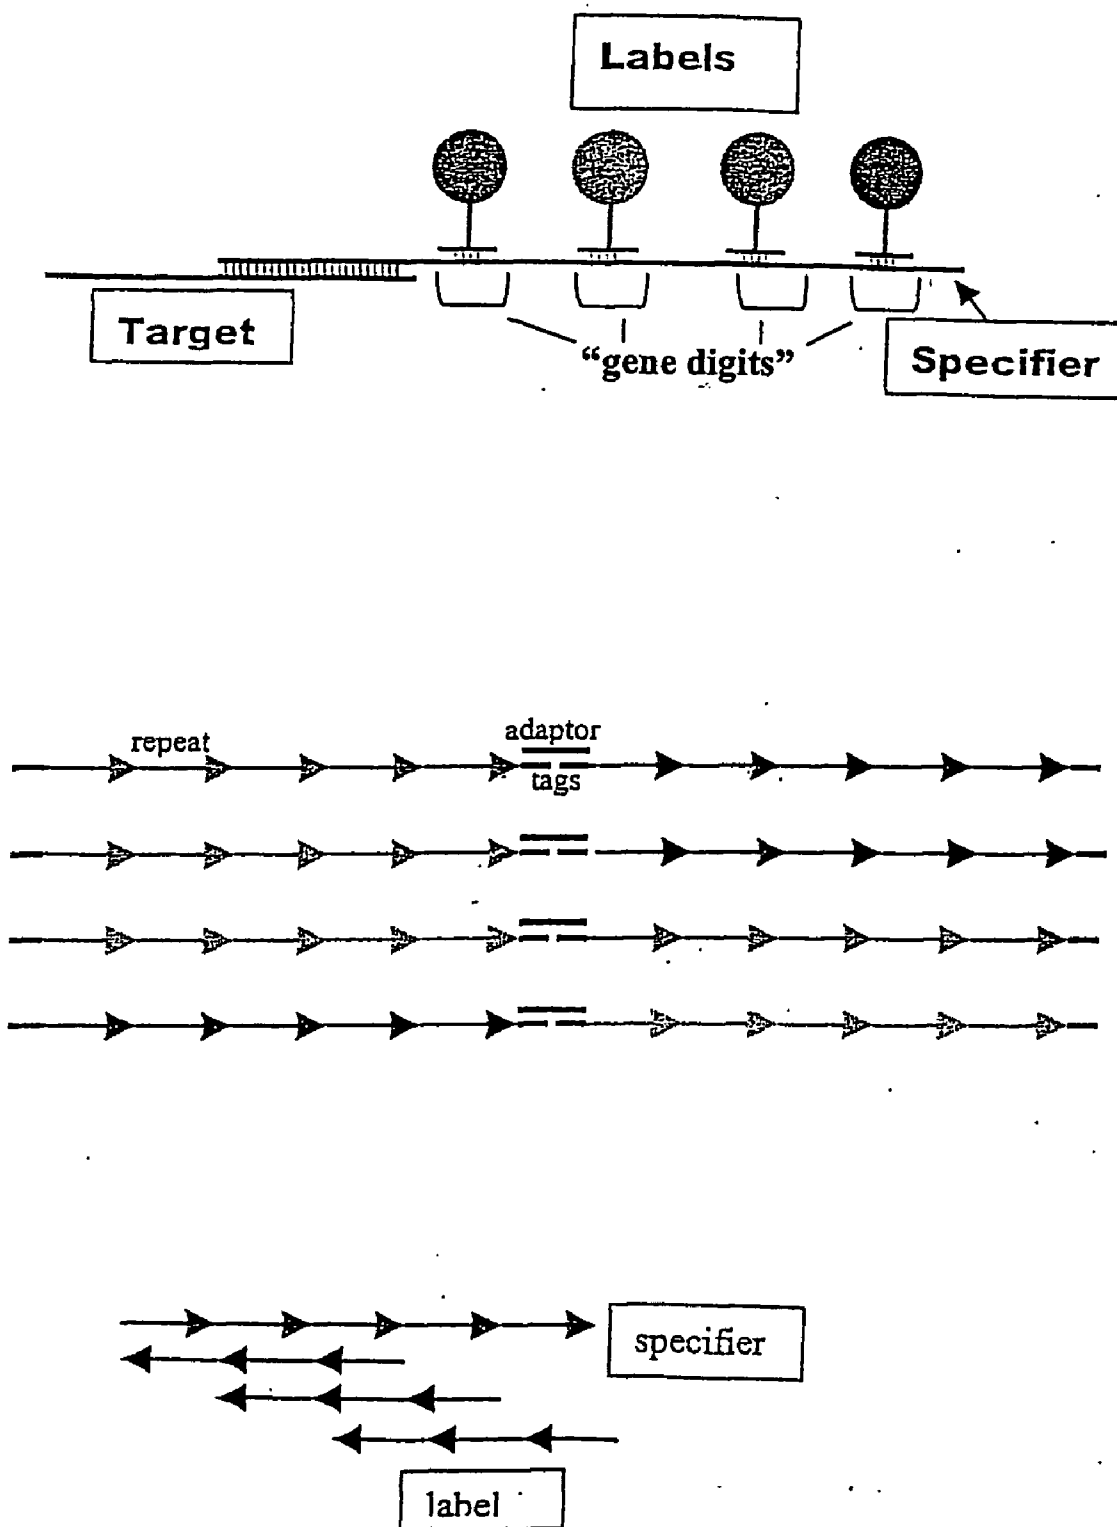 Labels
Target
"gene digits"
Specifier
repeat
adaptor
tags
specifier
label